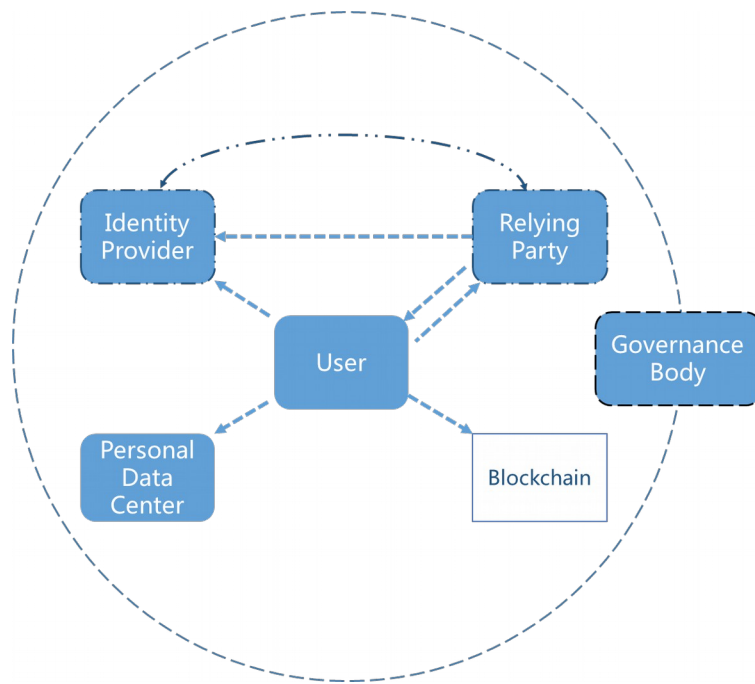 Identity
Provider
Relying
Party
User
Governance
Body
Personal
Data
Center
Blockchain